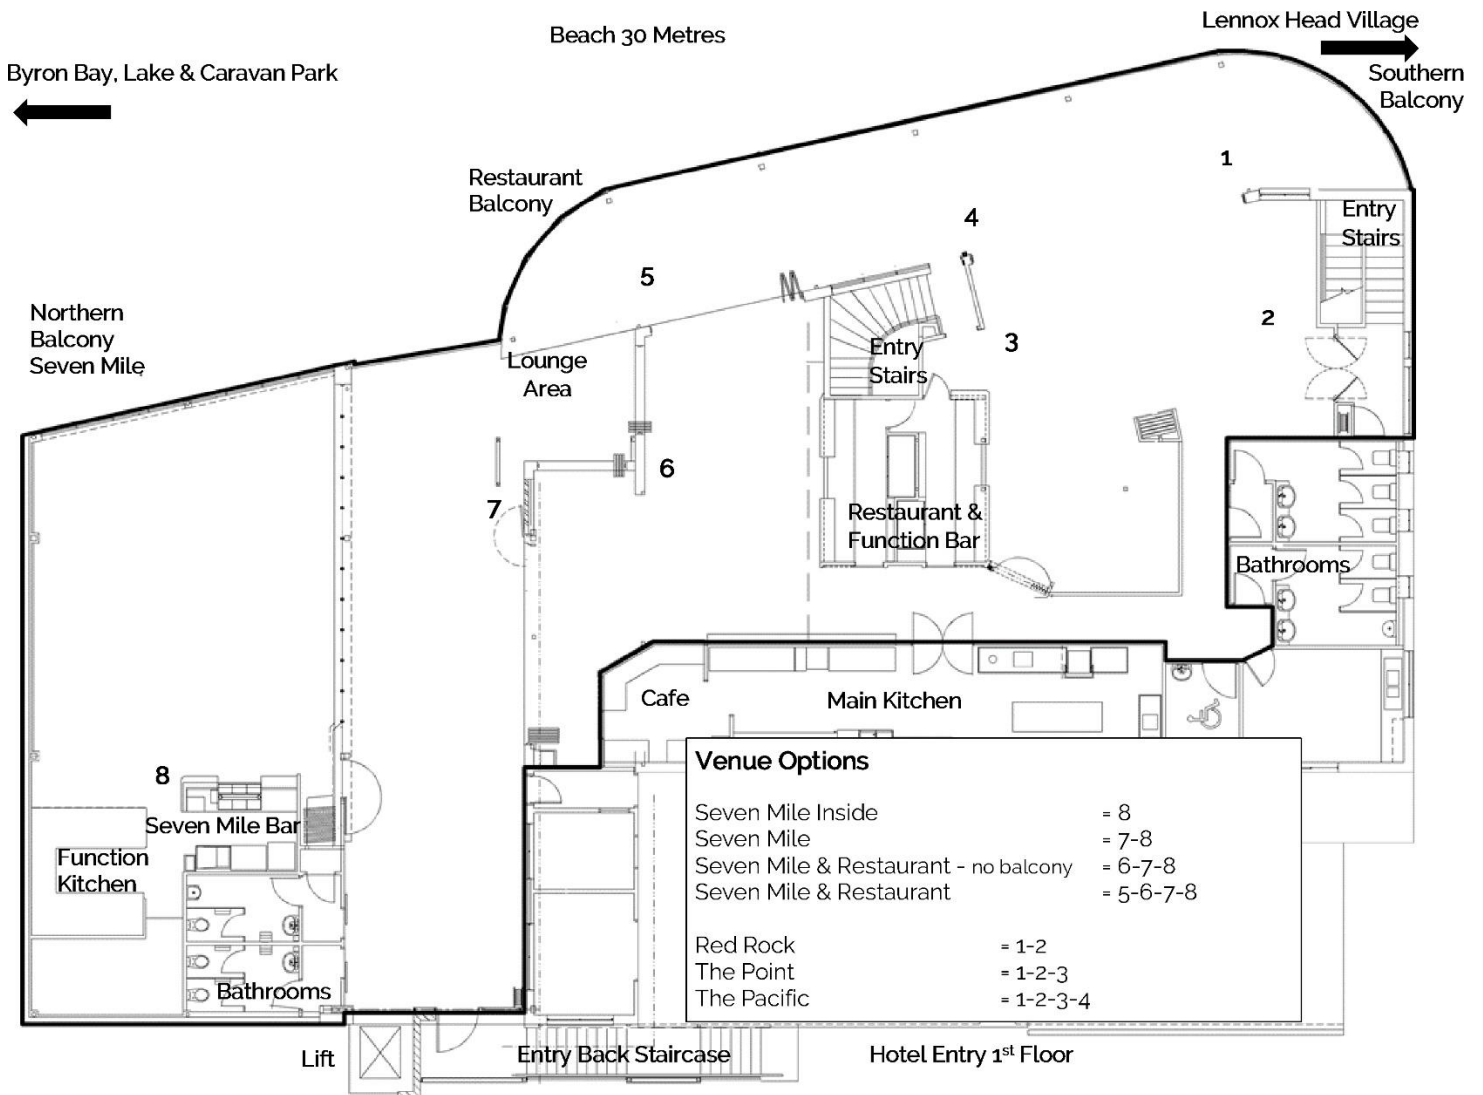 Lennox Head Village
Beach 30 Metres
Byron Bay, Lake & Caravan Park
Southern
Balcony
1
Restaurant
Balcony
Entry
Stairs
4
5
Northern
Balcony
Seven Mile
2
3
Lounge
Area
Entry
Stairs
6
7
Restaurant &
Function Bar
Bathrooms
Cafe
Main Kitchen
8
Seven Mile Bar
Function
Kitchen
Bathrooms
Venue Options
Seven Mile Inside = 8
Seven Mile = 7-8
Seven Mile & Restaurant - no balcony = 6-7-8
Seven Mile & Restaurant = 5-6-7-8
Red Rock = 1-2
The Point = 1-2-3
The Pacific = 1-2-3-4
Lift
Entry Back Staircase
Hotel Entry 1st Floor